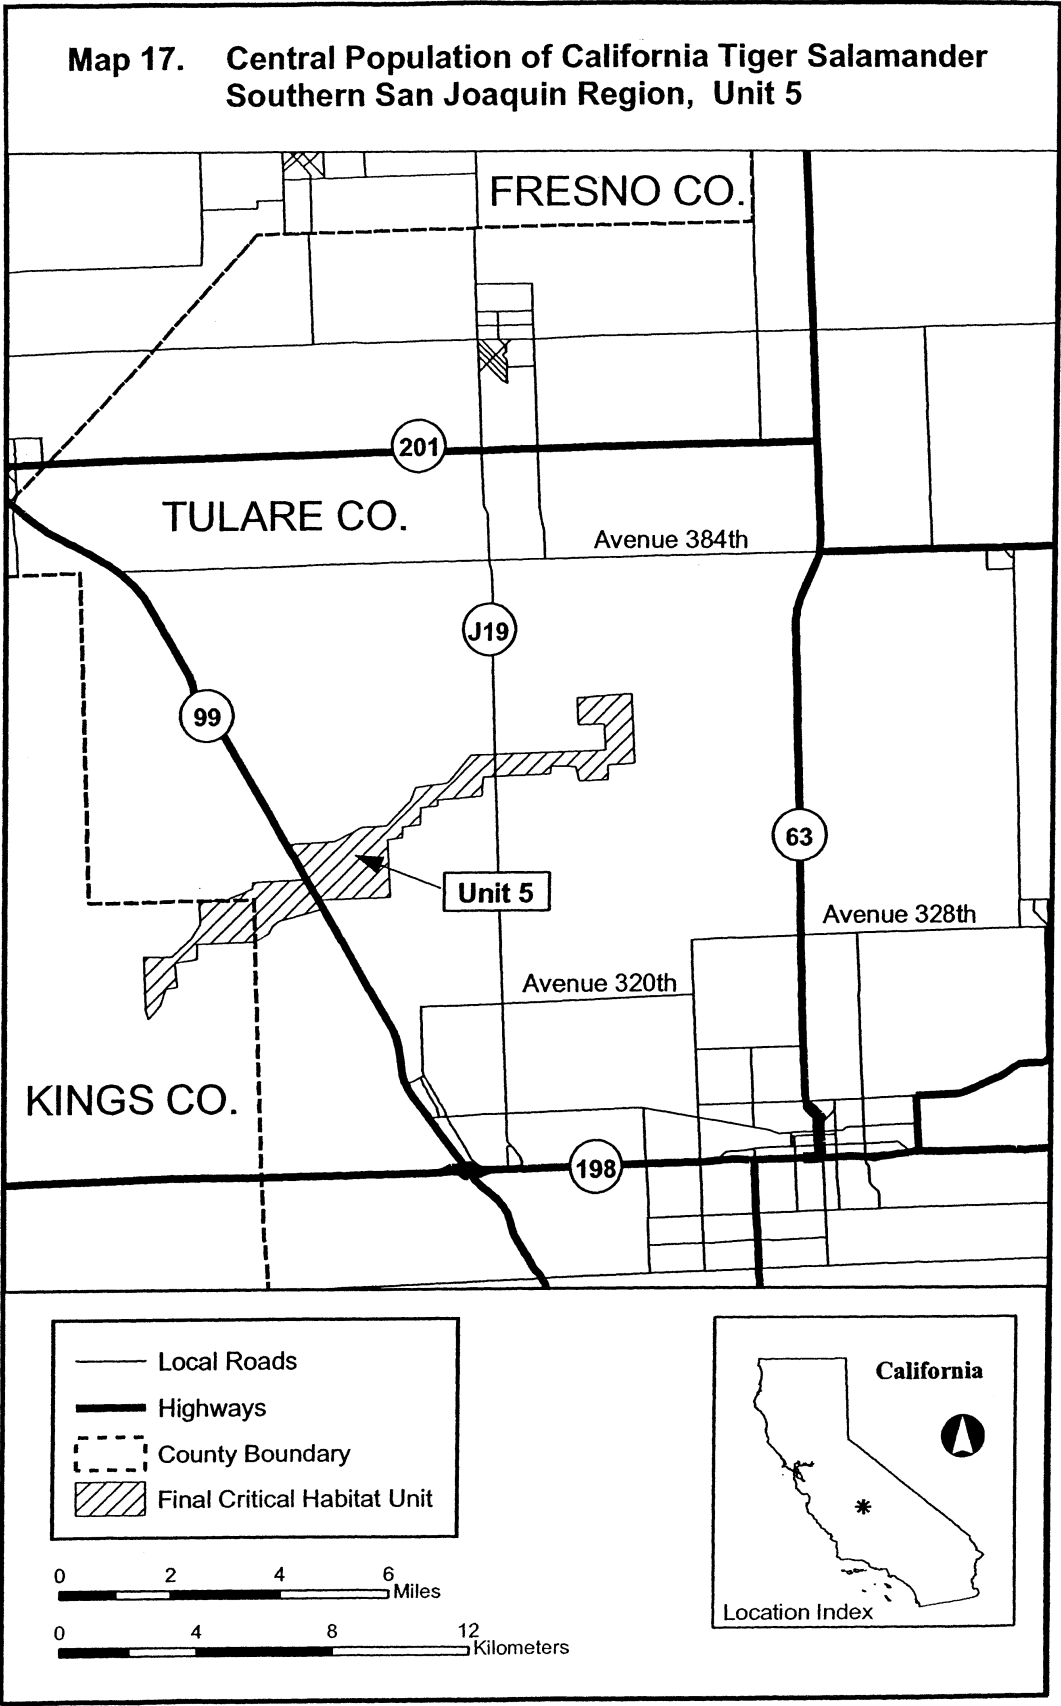 Map 17. Central Population of California Tiger Salamander
Southern San Joaquin Region, Unit 5
FRESNO CO.
201
TULARE CO.
Avenue 384th
J19
99
63
Unit 5
Avenue 328th
Avenue 320th
KINGS CO.
198
Local Roads
Highways
County Boundary
Final Critical Habitat Unit
0 2 4 6
Miles
0 4 8 12
Kilometers
California
Location Index